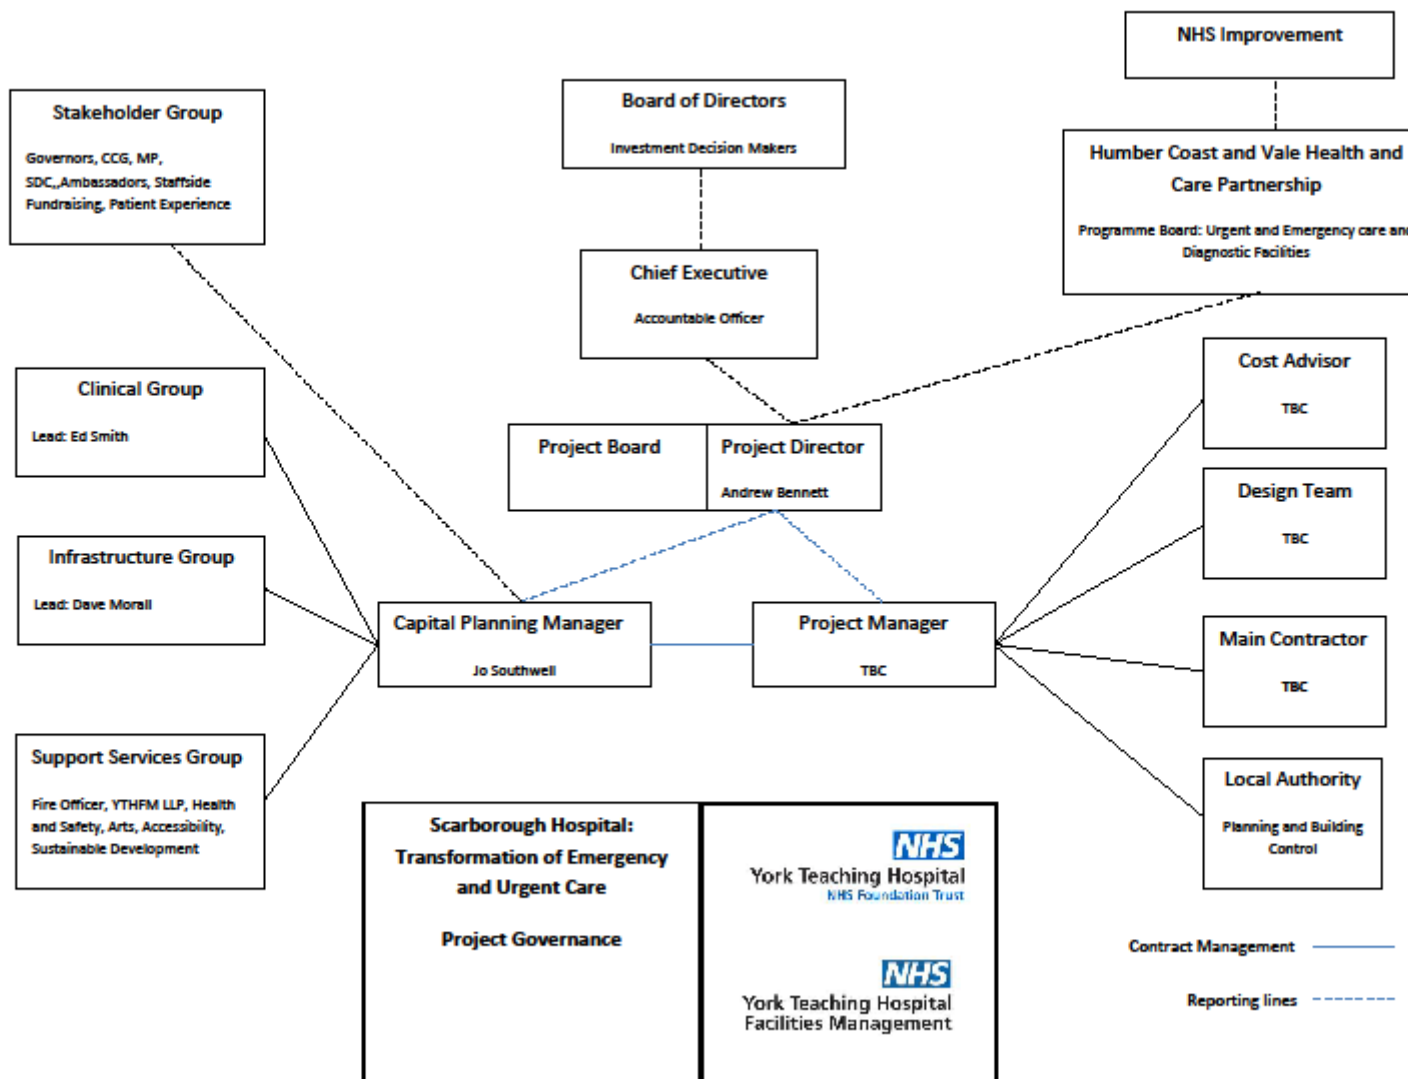 NHS Improvement
Stakeholder Group
Governors, CCG, MP,
SDC,,Ambassadors, Staffside
Fundraising, Patient Experience
Board of Directors
Investment Decision Makers
Humber Coast and Vale Health and
Care Partnership
Programme Board: Urgent and Emergency care and
Diagnostic Facilities
Chief Executive
Accountable Officer
Clinical Group
Lead: Ed Smith
Project Board
Project Director
Andrew Bennett
Cost Advisor
TBC
Design Team
TBC
Infrastructure Group
Lead: Dave Morall
Capital Planning Manager
Jo Southwell
Project Manager
TBC
Main Contractor
TBC
Support Services Group
Fire Officer, YTHFM LLP, Health
and Safety, Arts, Accessibility,
Sustainable Development
Local Authority
Planning and Building
Control
Scarborough Hospital:
Transformation of Emergency
and Urgent Care
Project Governance
NHS
York Teaching Hospital
NHS Foundation Trust
NHS
York Teaching Hospital
Facilities Management
Contract Management
Reporting lines